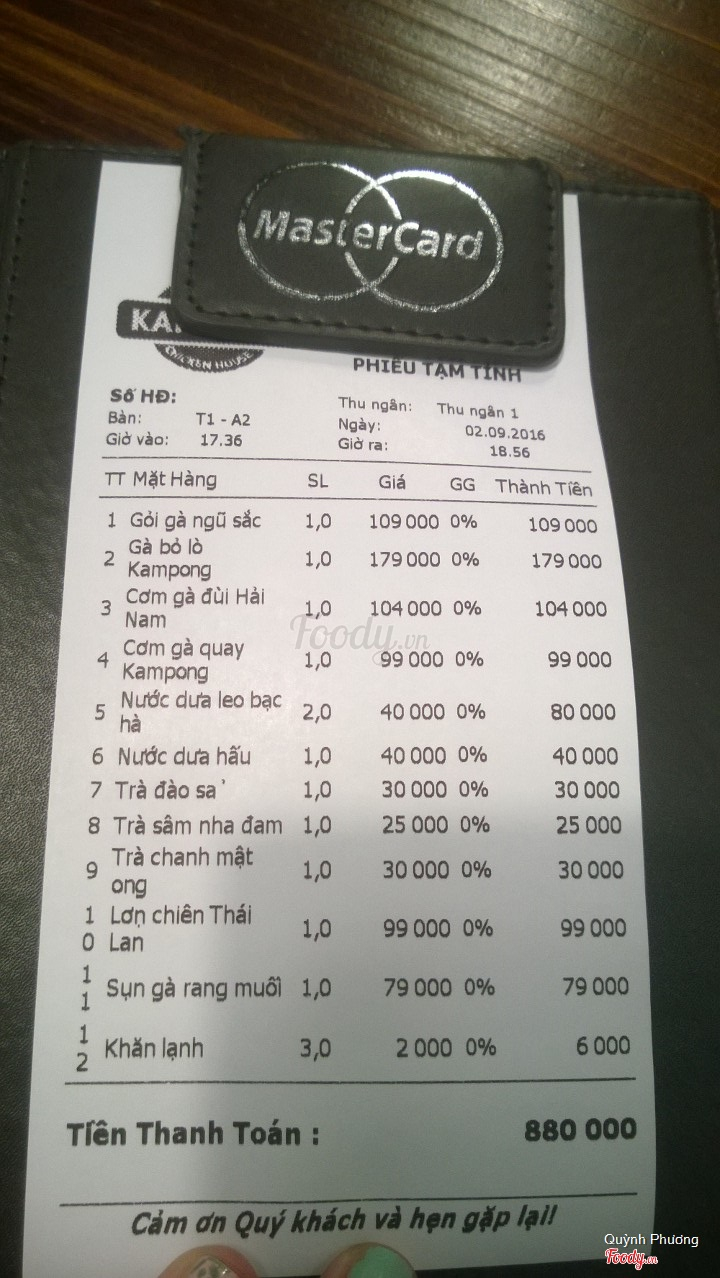 MasterCard
KA
CHICKEN HOUSE
PHIẾU TẠM TÍNH
Số HĐ:
Bàn: T1 - A2
Giờ vào: 17.36
Thu ngân: Thu ngân 1
Ngày: 02.09.2016
Giờ ra: 18.56
TT Mặt Hàng SL Giá GG Thành Tiền
1 Gỏi gà ngũ sắc 1,0 109 000 0% 109 000
2 Gà bỏ lò
Kampong 1,0 179 000 0% 179 000
3 Cơm gà đùi Hải
Nam 1,0 104 000 0% 104 000
4 Cơm gà quay
Kampong 1,0 99 000 0% 99 000
5 Nước dưa leo bạc
hà 2,0 40 000 0% 80 000
6 Nước dưa hấu 1,0 40 000 0% 40 000
7 Trà đào sả 1,0 30 000 0% 30 000
8 Trà sâm nha đam 1,0 25 000 0% 25 000
9 Trà chanh mật
ong 1,0 30 000 0% 30 000
10 Lơn chiên Thái
Lan 1,0 99 000 0% 99 000
11 Sụn gà rang muối 1,0 79 000 0% 79 000
12 Khăn lạnh 3,0 2 000 0% 6 000
Tiền Thanh Toán : 880 000
Cảm ơn Quý khách và hẹn gặp lại!
Foody.vn
Quỳnh Phương
Foody.vn